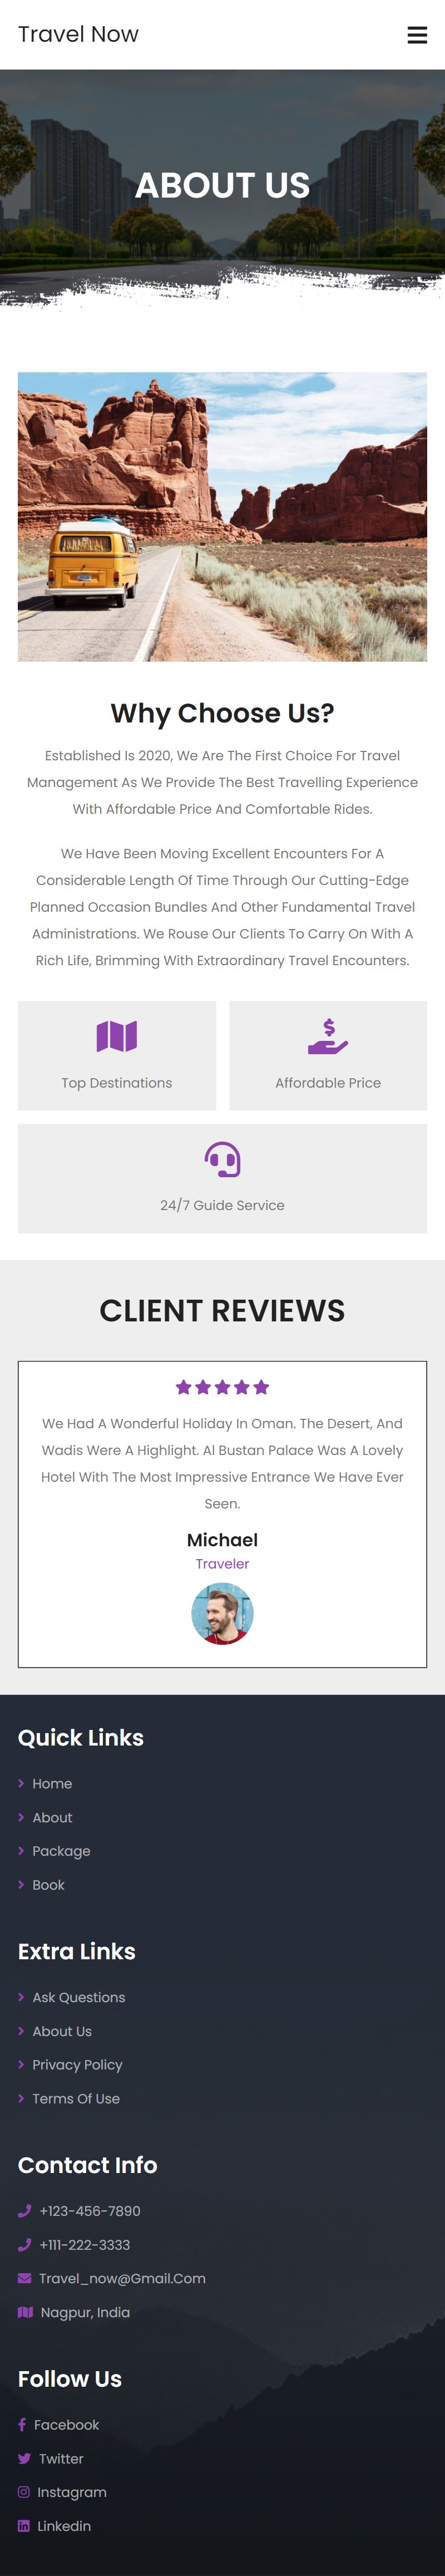 Travel Now
ABOUT US
Why Choose Us?
Established Is 2020, We Are The First Choice For Travel
Management As We Provide The Best Travelling Experience
With Affordable Price And Comfortable Rides.
We Have Been Moving Excellent Encounters For A
Considerable Length Of Time Through Our Cutting-Edge
Planned Occasion Bundles And Other Fundamental Travel
Administrations. We Rouse Our Clients To Carry On With A
Rich Life, Brimming With Extraordinary Travel Encounters.
Top Destinations
Affordable Price
24/7 Guide Service
CLIENT REVIEWS
We Had A Wonderful Holiday In Oman. The Desert, And
Wadis Were A Highlight. Al Bustan Palace Was A Lovely
Hotel With The Most Impressive Entrance We Have Ever
Seen.
Michael
Traveler
Quick Links
Home
About
Package
Book
Extra Links
Ask Questions
About Us
Privacy Policy
Terms Of Use
Contact Info
+123-456-7890
+111-222-3333
Travel_now@Gmail.Com
Nagpur, India
Follow Us
Facebook
Twitter
Instagram
Linkedin